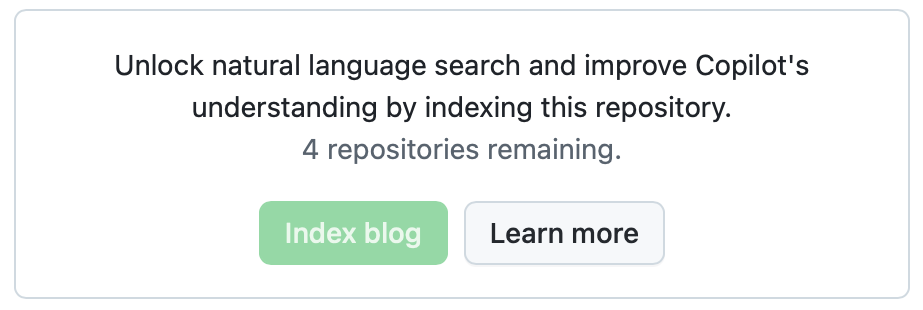 Unlock natural language search and improve Copilot's
understanding by indexing this repository.
4 repositories remaining.
Index blog Learn more